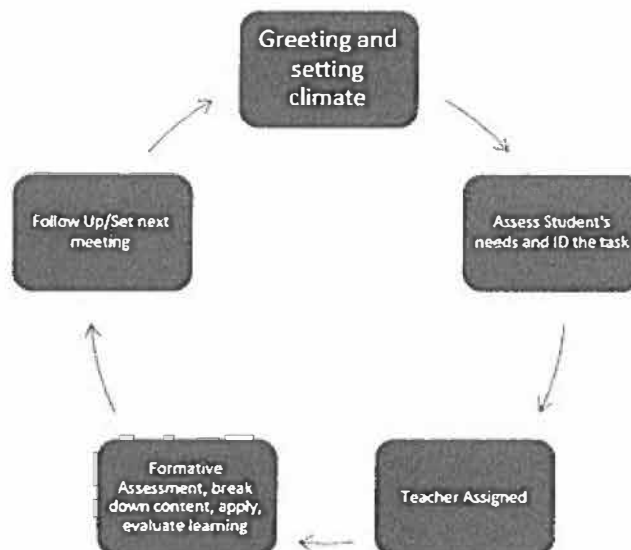 Greeting and
setting
climate
Assess Student's
needs and ID the task
Teacher Assigned
Formative
Assessment, break
down content, apply,
evaluate learning
Follow Up/Set next
meeting